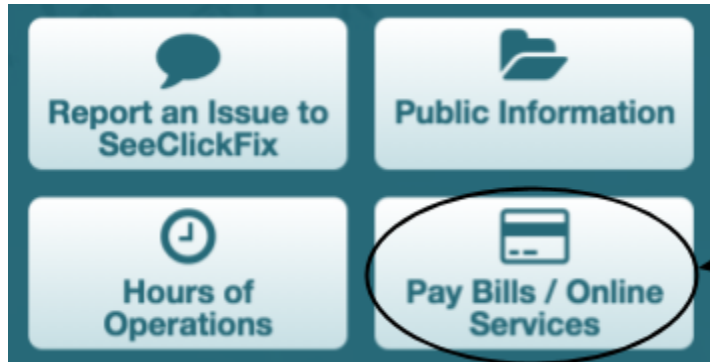 Report an Issue to
SeeClickFix
Public Information
Hours of
Operations
Pay Bills / Online
Services